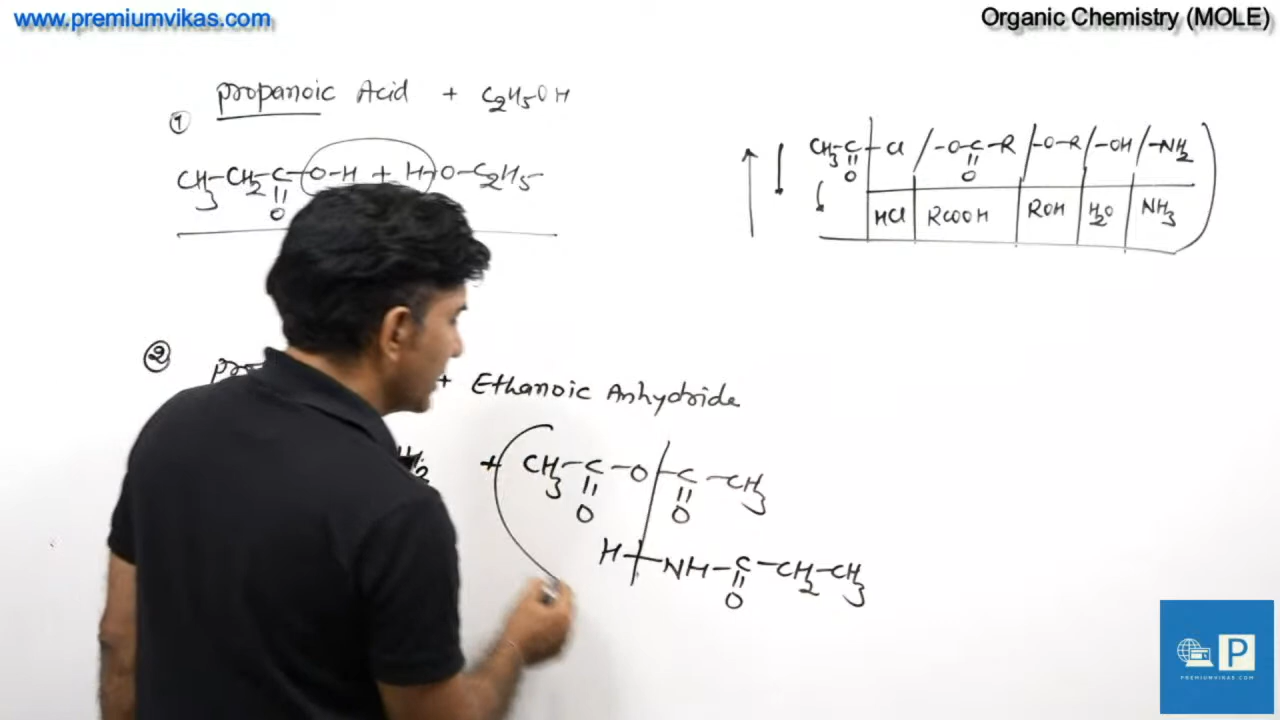 www.premiumvikas.com
Organic Chemistry (MOLE)
① propanoic Acid + C2H5OH
CH3-CH2-C-O-H + H-O-C2H5
||
O
CH3-C-Cl / -O-C-R / -O-R / -OH / -NH2
|| ||
O O
HCl RCOOH ROH H2O NH3
② + Ethanoic Anhydride
+ CH3-C-O-C-CH3
|| ||
O O
H-NH-C-CH2-CH3
||
O
P
PREMIUMVIKAS.COM